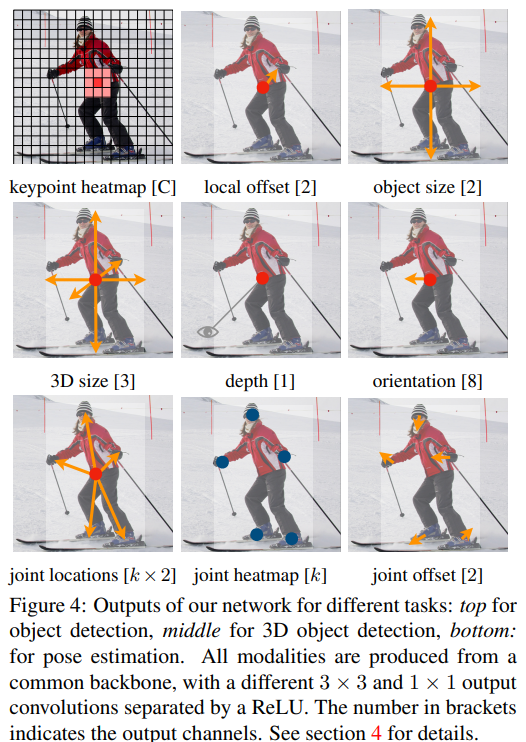 keypoint heatmap [C] local offset [2] object size [2]
3D size [3] depth [1] orientation [8]
joint locations [k × 2] joint heatmap [k] joint offset [2]
Figure 4: Outputs of our network for different tasks: top for
object detection, middle for 3D object detection, bottom:
for pose estimation. All modalities are produced from a
common backbone, with a different 3 × 3 and 1 × 1 output
convolutions separated by a ReLU. The number in brackets
indicates the output channels. See section 4 for details.